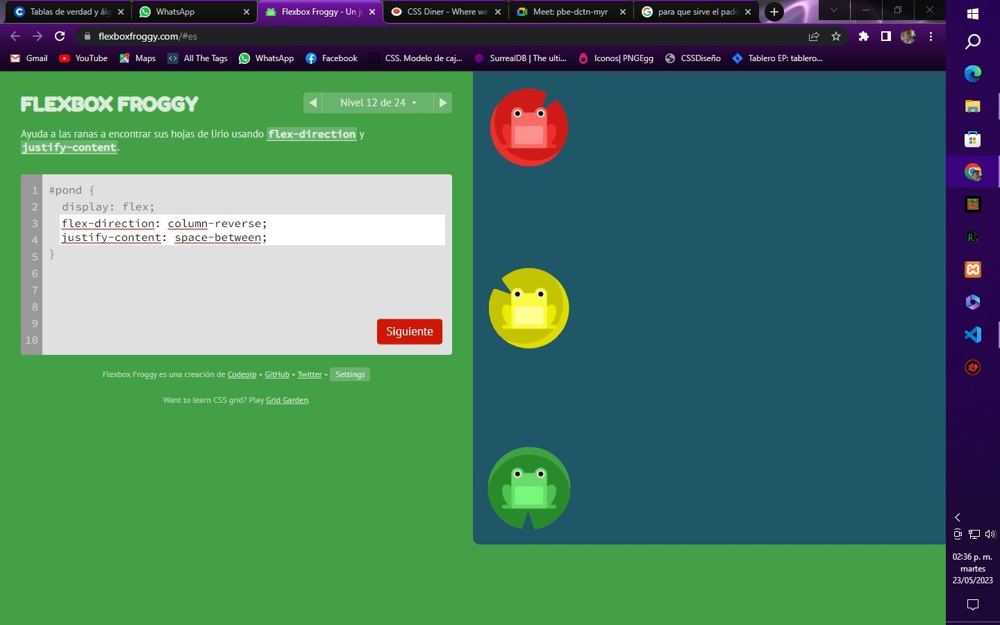 Tablas de verdad y álg
WhatsApp
Flexbox Froggy - Un ju
CSS Diner - Where we
Meet: pbe-dctn-myr
para que sirve el padd
flexboxfroggy.com/#es
Gmail
YouTube
Maps
All The Tags
WhatsApp
Facebook
CSS. Modelo de caj...
SurrealDB | The ulti...
Iconos| PNGEgg
CSSDiseño
Tablero EP: tablero...
FLEXBOX FROGGY
Nivel 12 de 24
Ayuda a las ranas a encontrar sus hojas de lirio usando flex-direction y
justify-content.
1 #pond {
2 display: flex;
3 flex-direction: column-reverse;
4 justify-content: space-between;
5 }
6
7
8
9
10
Siguiente
Flexbox Froggy es una creación de Codepip • GitHub • Twitter • Settings
Want to learn CSS grid? Play Grid Garden.
02:36 p. m.
martes
23/05/2023